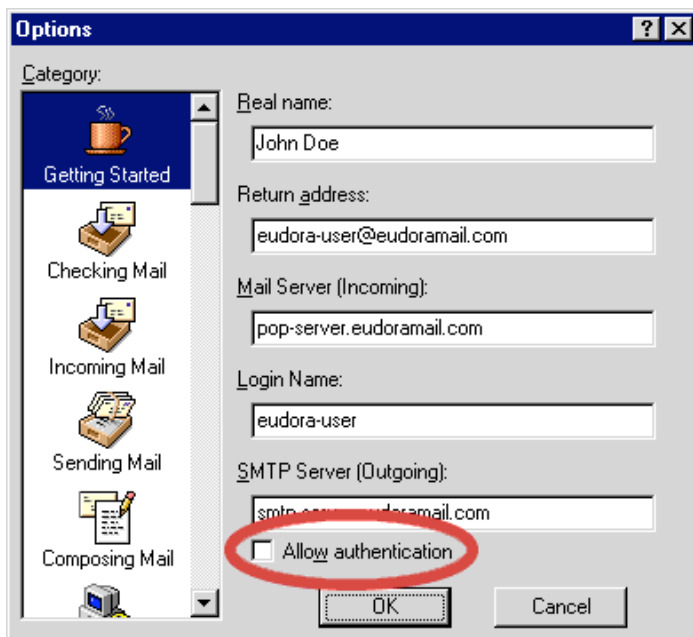 Options
Category:
Getting Started
Checking Mail
Incoming Mail
Sending Mail
Composing Mail
Real name:
John Doe
Return address:
eudora-user@eudoramail.com
Mail Server (Incoming):
pop-server.eudoramail.com
Login Name:
eudora-user
SMTP Server (Outgoing):
smtp-server.eudoramail.com
Allow authentication
OK
Cancel